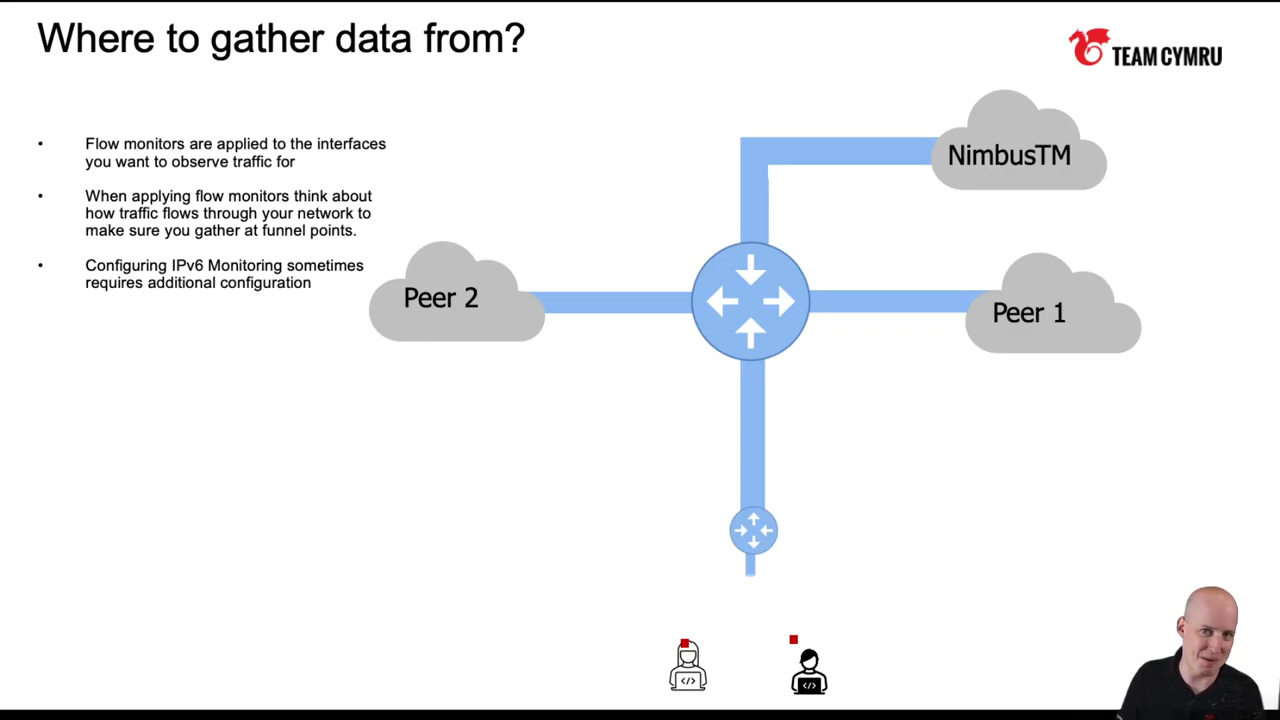 Where to gather data from?
TEAM CYMRU
• Flow monitors are applied to the interfaces
you want to observe traffic for
• When applying flow monitors think about
how traffic flows through your network to
make sure you gather at funnel points.
• Configuring IPv6 Monitoring sometimes
requires additional configuration
NimbusTM
Peer 2
Peer 1
</>
</>